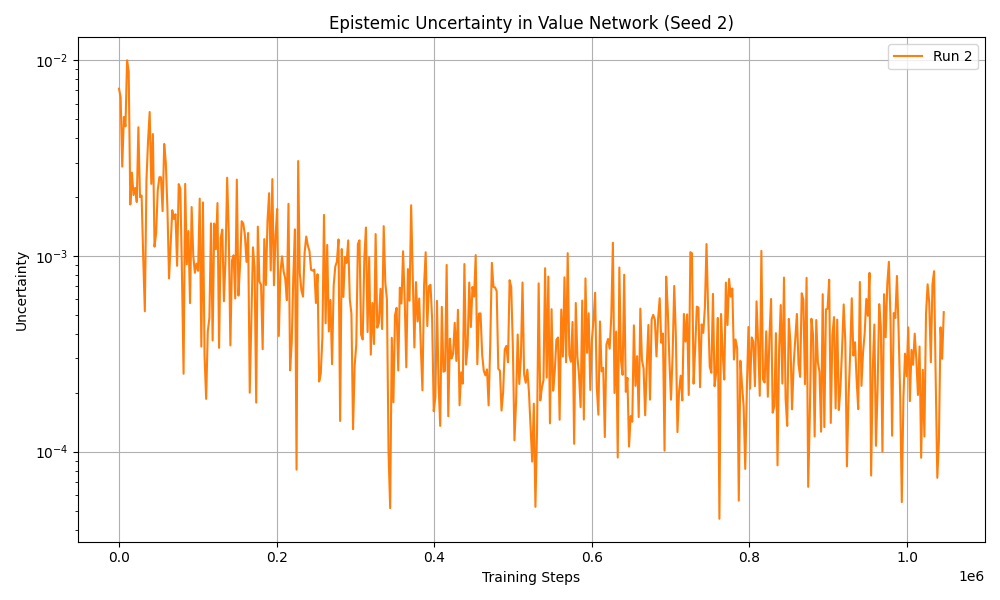 Epistemic Uncertainty in Value Network (Seed 2)
Run 2
Uncertainty
10⁻²
10⁻³
10⁻⁴
0.0 0.2 0.4 0.6 0.8 1.0
1e6
Training Steps